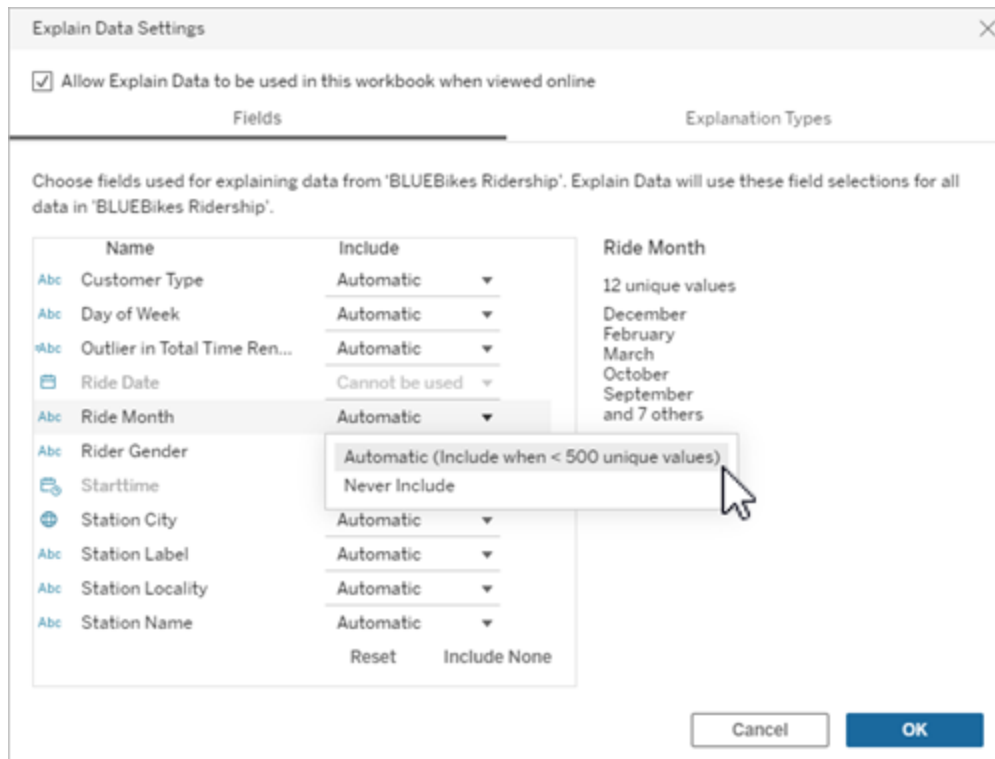 Explain Data Settings
Allow Explain Data to be used in this workbook when viewed online
Fields Explanation Types
Choose fields used for explaining data from 'BLUEBikes Ridership'. Explain Data will use these field selections for all
data in 'BLUEBikes Ridership'.
Name Include
Abc Customer Type Automatic
Abc Day of Week Automatic
=Abc Outlier in Total Time Ren... Automatic
Ride Date Cannot be used
Abc Ride Month Automatic
Abc Rider Gender
Automatic (Include when < 500 unique values)
Starttime
Never Include
Station City Automatic
Abc Station Label Automatic
Abc Station Locality Automatic
Abc Station Name Automatic
Reset Include None
Ride Month
12 unique values
December
February
March
October
September
and 7 others
Cancel OK